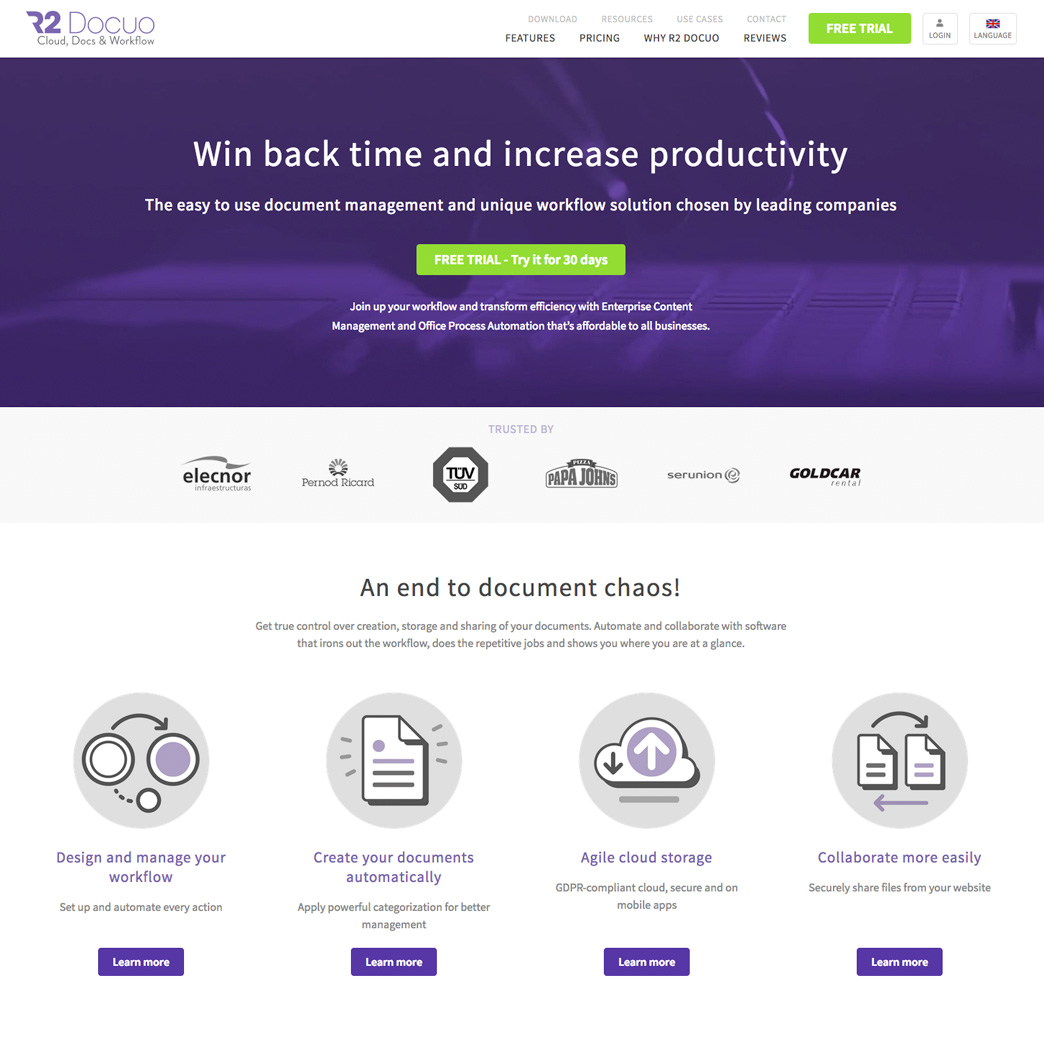 R2 Docuo
Cloud, Docs & Workflow
DOWNLOAD RESOURCES USE CASES CONTACT
FEATURES PRICING WHY R2 DOCUO REVIEWS
FREE TRIAL
LOGIN
LANGUAGE
Win back time and increase productivity
The easy to use document management and unique workflow solution chosen by leading companies
FREE TRIAL - Try it for 30 days
Join up your workflow and transform efficiency with Enterprise Content
Management and Office Process Automation that's affordable to all businesses.
TRUSTED BY
elecnor
infraestructuras
Pernod Ricard
TÜV
SÜD
PIZZA
PAPA JOHNS
serunion
GOLDCAR
rental
An end to document chaos!
Get true control over creation, storage and sharing of your documents. Automate and collaborate with software
that irons out the workflow, does the repetitive jobs and shows you where you are at a glance.
Design and manage your
workflow
Set up and automate every action
Learn more
Create your documents
automatically
Apply powerful categorization for better
management
Learn more
Agile cloud storage
GDPR-compliant cloud, secure and on
mobile apps
Learn more
Collaborate more easily
Securely share files from your website
Learn more